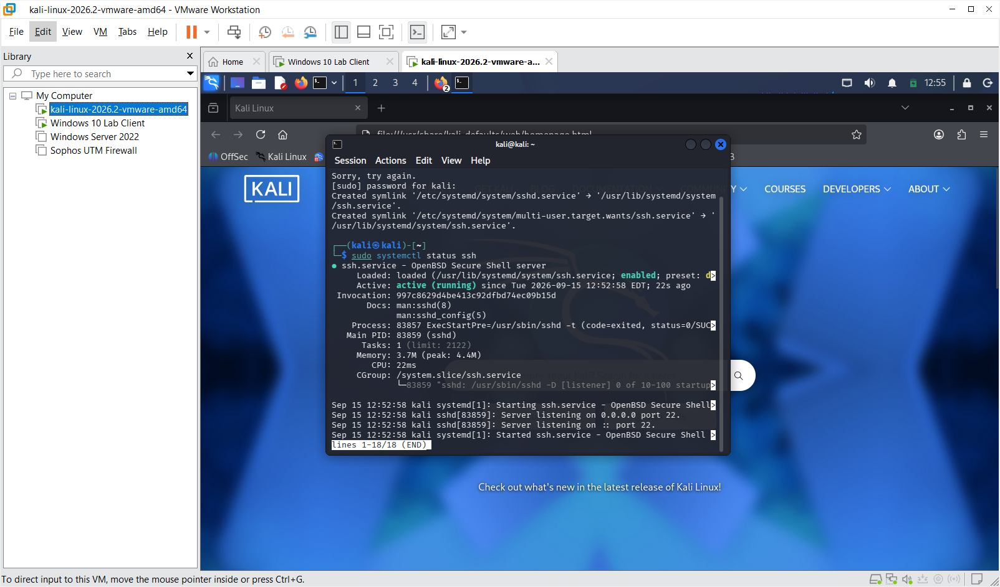 kali-linux-2026.2-vmware-amd64 - VMware Workstation
File Edit View VM Tabs Help
Library
Type here to search
My Computer
kali-linux-2026.2-vmware-amd64
Windows 10 Lab Client
Windows Server 2022
Sophos UTM Firewall
Home
Windows 10 Lab Client
kali-linux-2026.2-vmware-a...
1 2 3 4
2
12:55
Kali Linux
file:///usr/share/kali-defaults/web/homepage.html
OffSec
Kali Linux
B
KALI
GET KALI BLOG DOCUMENTATION COMMUNITY COURSES DEVELOPERS ABOUT
kali@kali: ~
Session Actions Edit View Help
Sorry, try again.
[sudo] password for kali:
Created symlink '/etc/systemd/system/sshd.service' → '/usr/lib/systemd/system
/ssh.service'.
Created symlink '/etc/systemd/system/multi-user.target.wants/ssh.service' → '
/usr/lib/systemd/system/ssh.service'.
┌──(kali㉿kali)-[~]
└─$ sudo systemctl status ssh
● ssh.service - OpenBSD Secure Shell server
Loaded: loaded (/usr/lib/systemd/system/ssh.service; enabled; preset: d>
Active: active (running) since Tue 2026-09-15 12:52:58 EDT; 22s ago
Invocation: 997c8629d4be413c92dfbd74ec09b15d
Docs: man:sshd(8)
man:sshd_config(5)
Process: 83857 ExecStartPre=/usr/sbin/sshd -t (code=exited, status=0/SUC>
Main PID: 83859 (sshd)
Tasks: 1 (limit: 2122)
Memory: 3.7M (peak: 4.4M)
CPU: 22ms
CGroup: /system.slice/ssh.service
└─83859 "sshd: /usr/sbin/sshd -D [listener] 0 of 10-100 startup>
Sep 15 12:52:58 kali systemd[1]: Starting ssh.service - OpenBSD Secure Shell>
Sep 15 12:52:58 kali sshd[83859]: Server listening on 0.0.0.0 port 22.
Sep 15 12:52:58 kali sshd[83859]: Server listening on :: port 22.
Sep 15 12:52:58 kali systemd[1]: Started ssh.service - OpenBSD Secure Shell >
lines 1-18/18 (END)
Check out what's new in the latest release of Kali Linux!
To direct input to this VM, move the mouse pointer inside or press Ctrl+G.